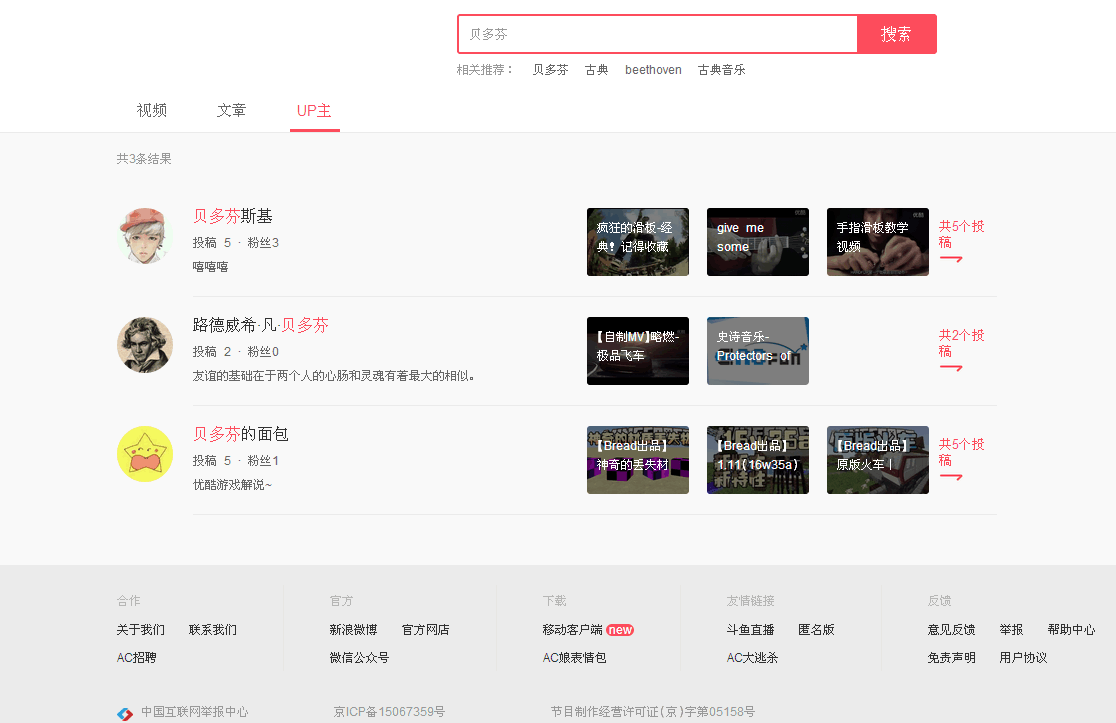 贝多芬
搜索
相关推荐： 贝多芬 古典 beethoven 古典音乐
视频 文章 UP主
共3条结果
贝多芬斯基
投稿 5 · 粉丝3
嘻嘻嘻
疯狂的滑板-经
典！记得收藏
give me
some
手指滑板教学
视频
共5个投
稿
路德威希·凡·贝多芬
投稿 2 · 粉丝0
友谊的基础在于两个人的心肠和灵魂有着最大的相似。
【自制MV】略燃-
极品飞车
史诗音乐-
Protectors of
共2个投
稿
贝多芬的面包
投稿 5 · 粉丝1
优酷游戏解说~
【Bread出品】
神奇的丢失材
【Bread出品】
1.11(16w35a)
【Bread出品】
原版火车丨
共5个投
稿
合作 官方 下载 友情链接 反馈
关于我们 联系我们 新浪微博 官方网店 移动客户端 new 斗鱼直播 匿名版 意见反馈 举报 帮助中心
AC招聘 微信公众号 AC娘表情包 AC大逃杀 免责声明 用户协议
中国互联网举报中心 京ICP备15067359号 节目制作经营许可证(京)字第05158号